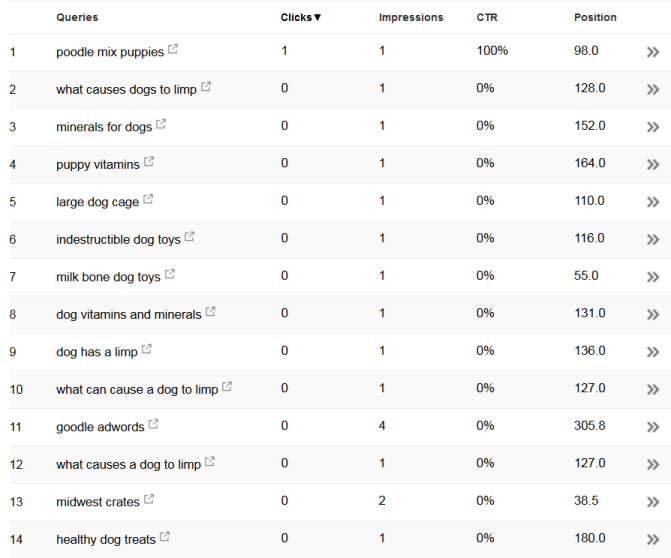 Queries Clicks▼ Impressions CTR Position
1 poodle mix puppies 1 1 100% 98.0 »
2 what causes dogs to limp 0 1 0% 128.0 »
3 minerals for dogs 0 1 0% 152.0 »
4 puppy vitamins 0 1 0% 164.0 »
5 large dog cage 0 1 0% 110.0 »
6 indestructible dog toys 0 1 0% 116.0 »
7 milk bone dog toys 0 1 0% 55.0 »
8 dog vitamins and minerals 0 1 0% 131.0 »
9 dog has a limp 0 1 0% 136.0 »
10 what can cause a dog to limp 0 1 0% 127.0 »
11 goodle adwords 0 4 0% 305.8 »
12 what causes a dog to limp 0 1 0% 127.0 »
13 midwest crates 0 2 0% 38.5 »
14 healthy dog treats 0 1 0% 180.0 »